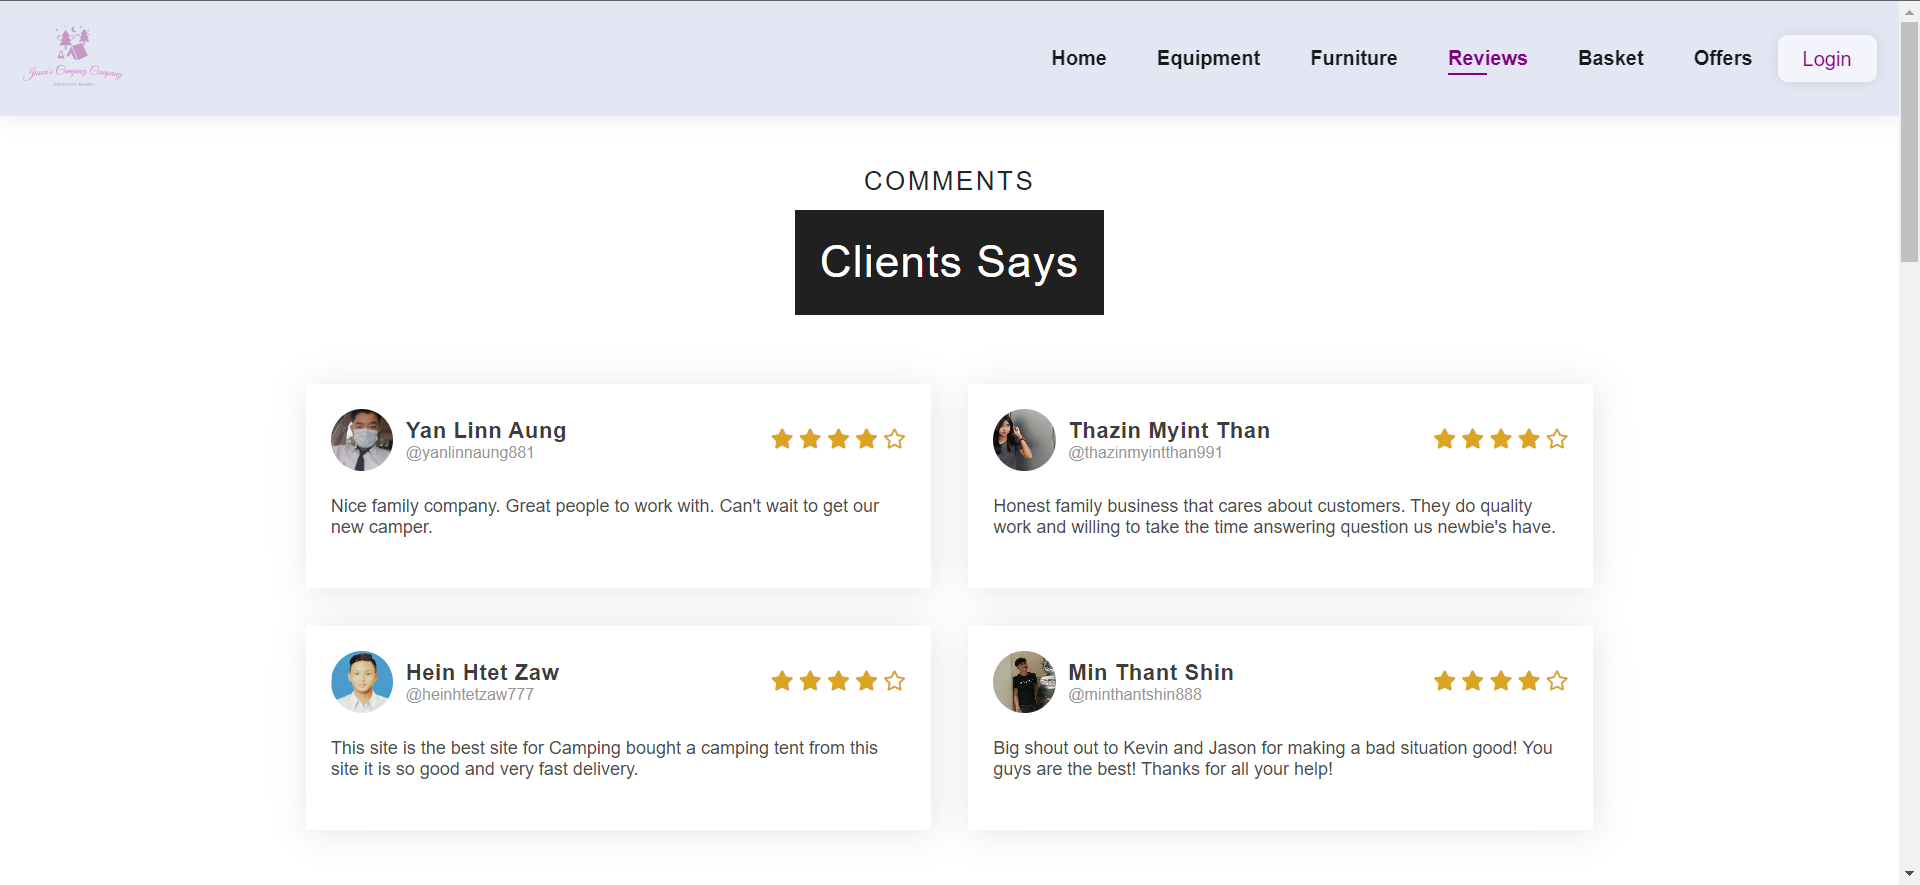 Jason's Camping Company
Home Equipment Furniture Reviews Basket Offers Login
COMMENTS
Clients Says
Yan Linn Aung
@yanlinnaung881
Nice family company. Great people to work with. Can't wait to get our
new camper.
Thazin Myint Than
@thazinmyintthan991
Honest family business that cares about customers. They do quality
work and willing to take the time answering question us newbie's have.
Hein Htet Zaw
@heinhtetzaw777
This site is the best site for Camping bought a camping tent from this
site it is so good and very fast delivery.
Min Thant Shin
@minthantshin888
Big shout out to Kevin and Jason for making a bad situation good! You
guys are the best! Thanks for all your help!